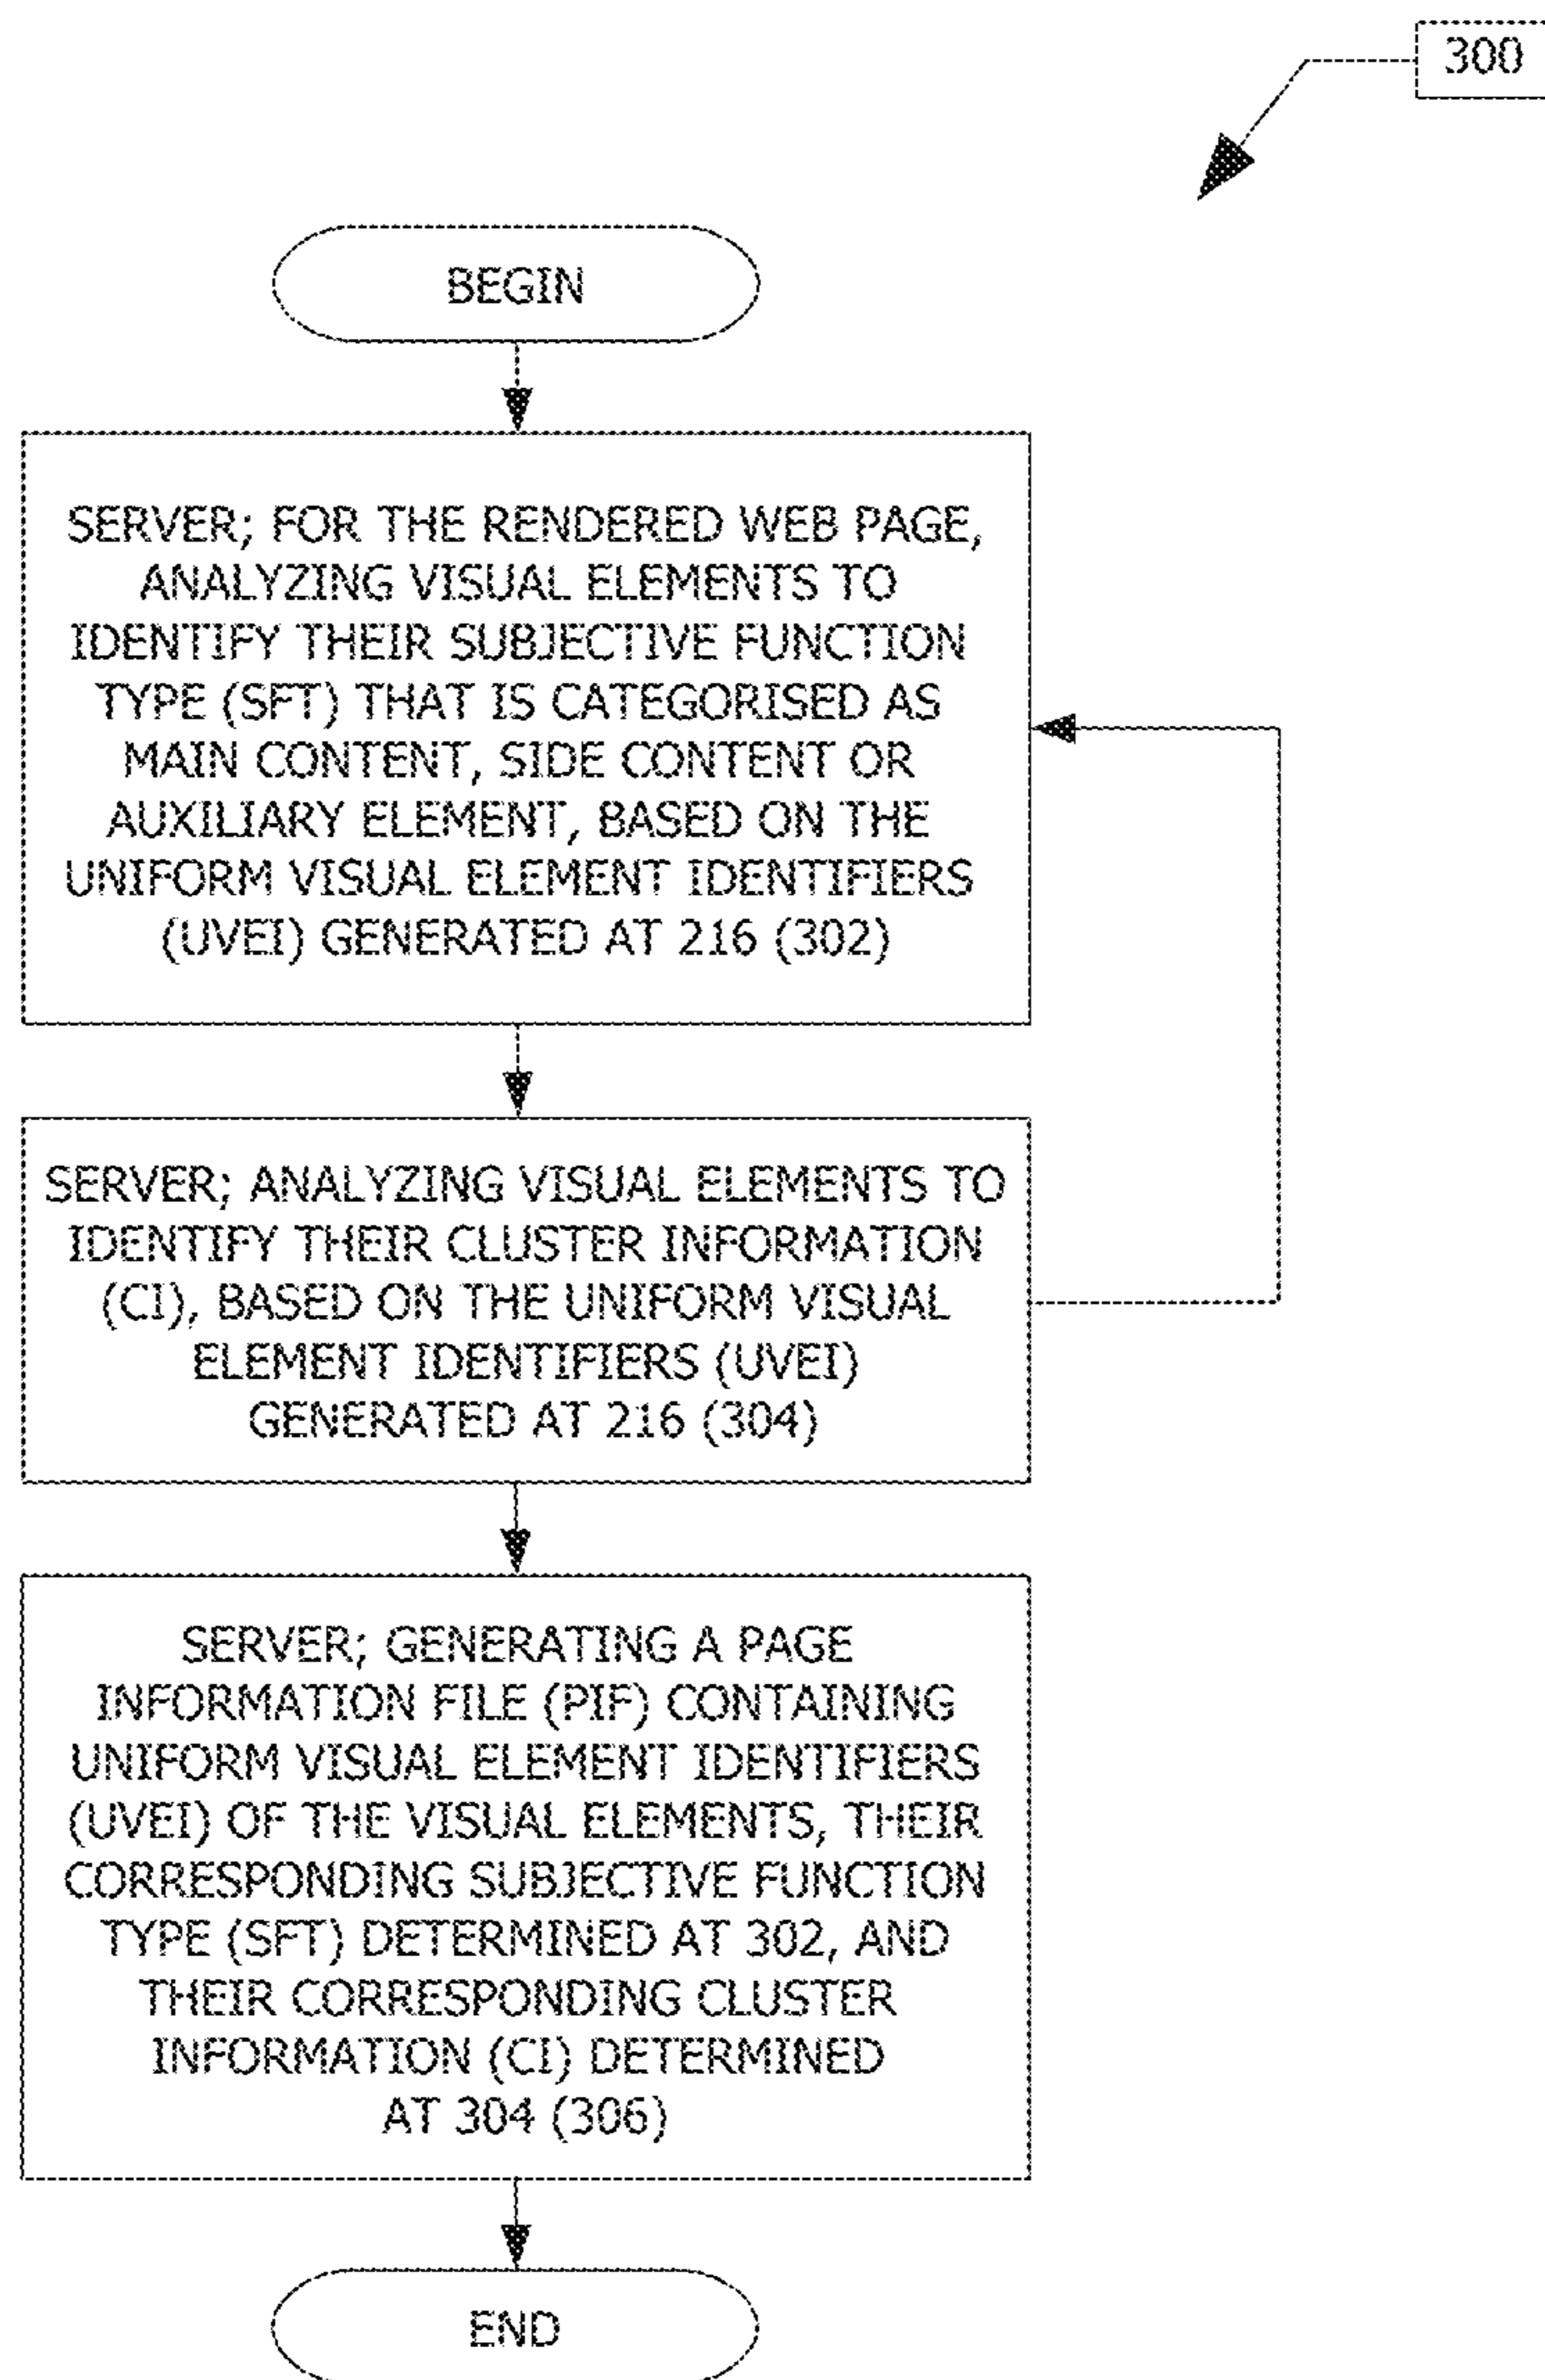 300
BEGIN
SERVER; FOR THE RENDERED WEB PAGE,
ANALYZING VISUAL ELEMENTS TO
IDENTIFY THEIR SUBJECTIVE FUNCTION
TYPE (SFT) THAT IS CATEGORISED AS
MAIN CONTENT, SIDE CONTENT OR
AUXILIARY ELEMENT, BASED ON THE
UNIFORM VISUAL ELEMENT IDENTIFIERS
(UVEI) GENERATED AT 216 (302)
SERVER; ANALYZING VISUAL ELEMENTS TO
IDENTIFY THEIR CLUSTER INFORMATION
(CI), BASED ON THE UNIFORM VISUAL
ELEMENT IDENTIFIERS (UVEI)
GENERATED AT 216 (304)
SERVER; GENERATING A PAGE
INFORMATION FILE (PIF) CONTAINING
UNIFORM VISUAL ELEMENT IDENTIFIERS
(UVEI) OF THE VISUAL ELEMENTS, THEIR
CORRESPONDING SUBJECTIVE FUNCTION
TYPE (SFT) DETERMINED AT 302, AND
THEIR CORRESPONDING CLUSTER
INFORMATION (CI) DETERMINED
AT 304 (306)
END